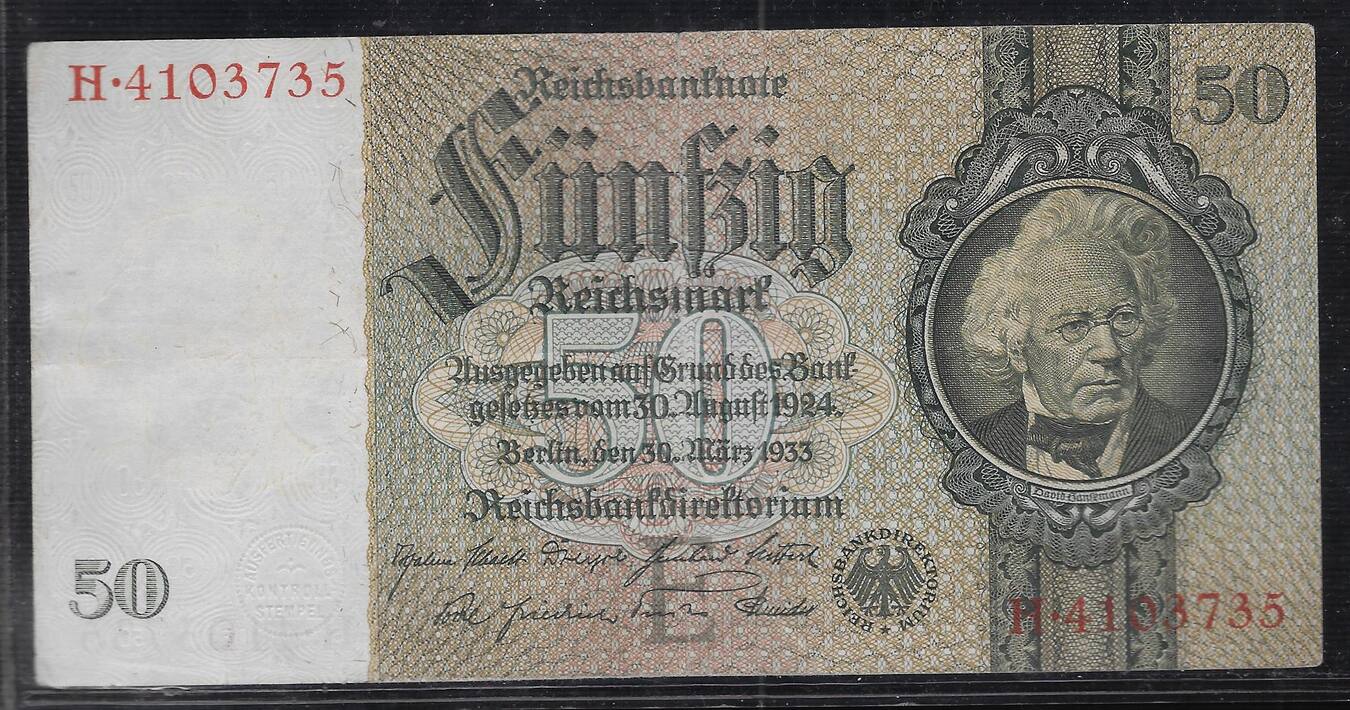 H·4103735
50
Reichsbanknote
Fünfzig
Reichsmark
50
Ausgegeben auf Grund des Bank-
gesetzes vom 30. August 1924.
Berlin, den 30. März 1933
Reichsbankdirektorium
REICHSBANKDIREKTORIUM
E
David Hansemann
50
AUSFERTIGUNGS
KONTROLL
STEMPEL
H·4103735